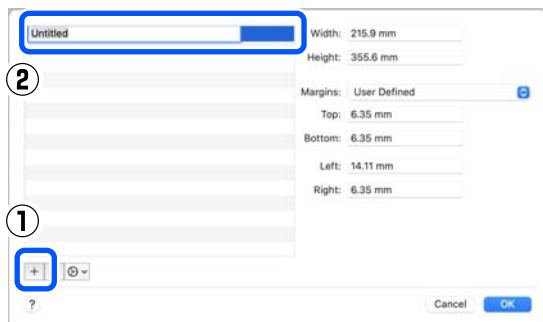 Untitled
Width: 215.9 mm
Height: 355.6 mm
②
Margins: User Defined
Top: 6.35 mm
Bottom: 6.35 mm
Left: 14.11 mm
Right: 6.35 mm
①
+
?
Cancel OK